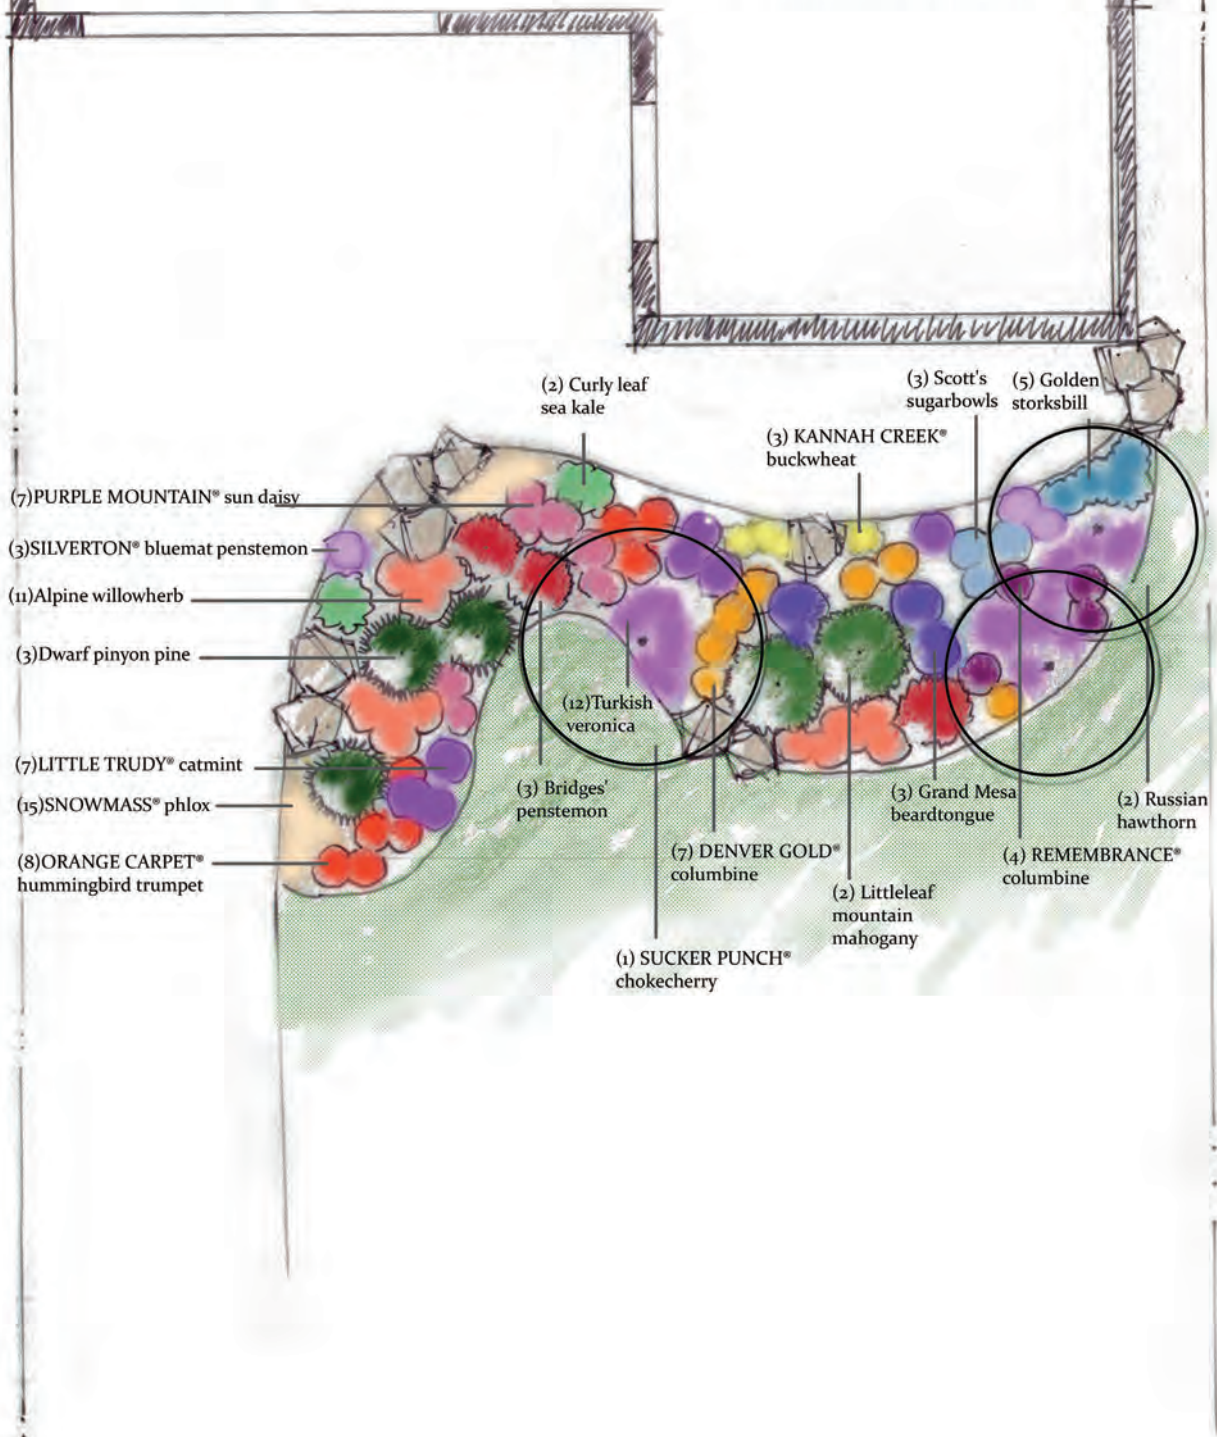 (2) Curly leaf
sea kale
(3) Scott's
sugarbowls
(5) Golden
storksbill
(3) KANNAH CREEK®
buckwheat
(7)PURPLE MOUNTAIN® sun daisy
(3)SILVERTON® bluemat penstemon
(11)Alpine willowherb
(3)Dwarf pinyon pine
(12)Turkish
veronica
(7)LITTLE TRUDY® catmint
(15)SNOWMASS® phlox
(8)ORANGE CARPET®
hummingbird trumpet
(3) Bridges'
penstemon
(3) Grand Mesa
beardtongue
(2) Russian
hawthorn
(7) DENVER GOLD®
columbine
(4) REMEMBRANCE®
columbine
(2) Littleleaf
mountain
mahogany
(1) SUCKER PUNCH®
chokecherry